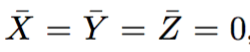 X̄ = Ȳ = Z̄ = 0,